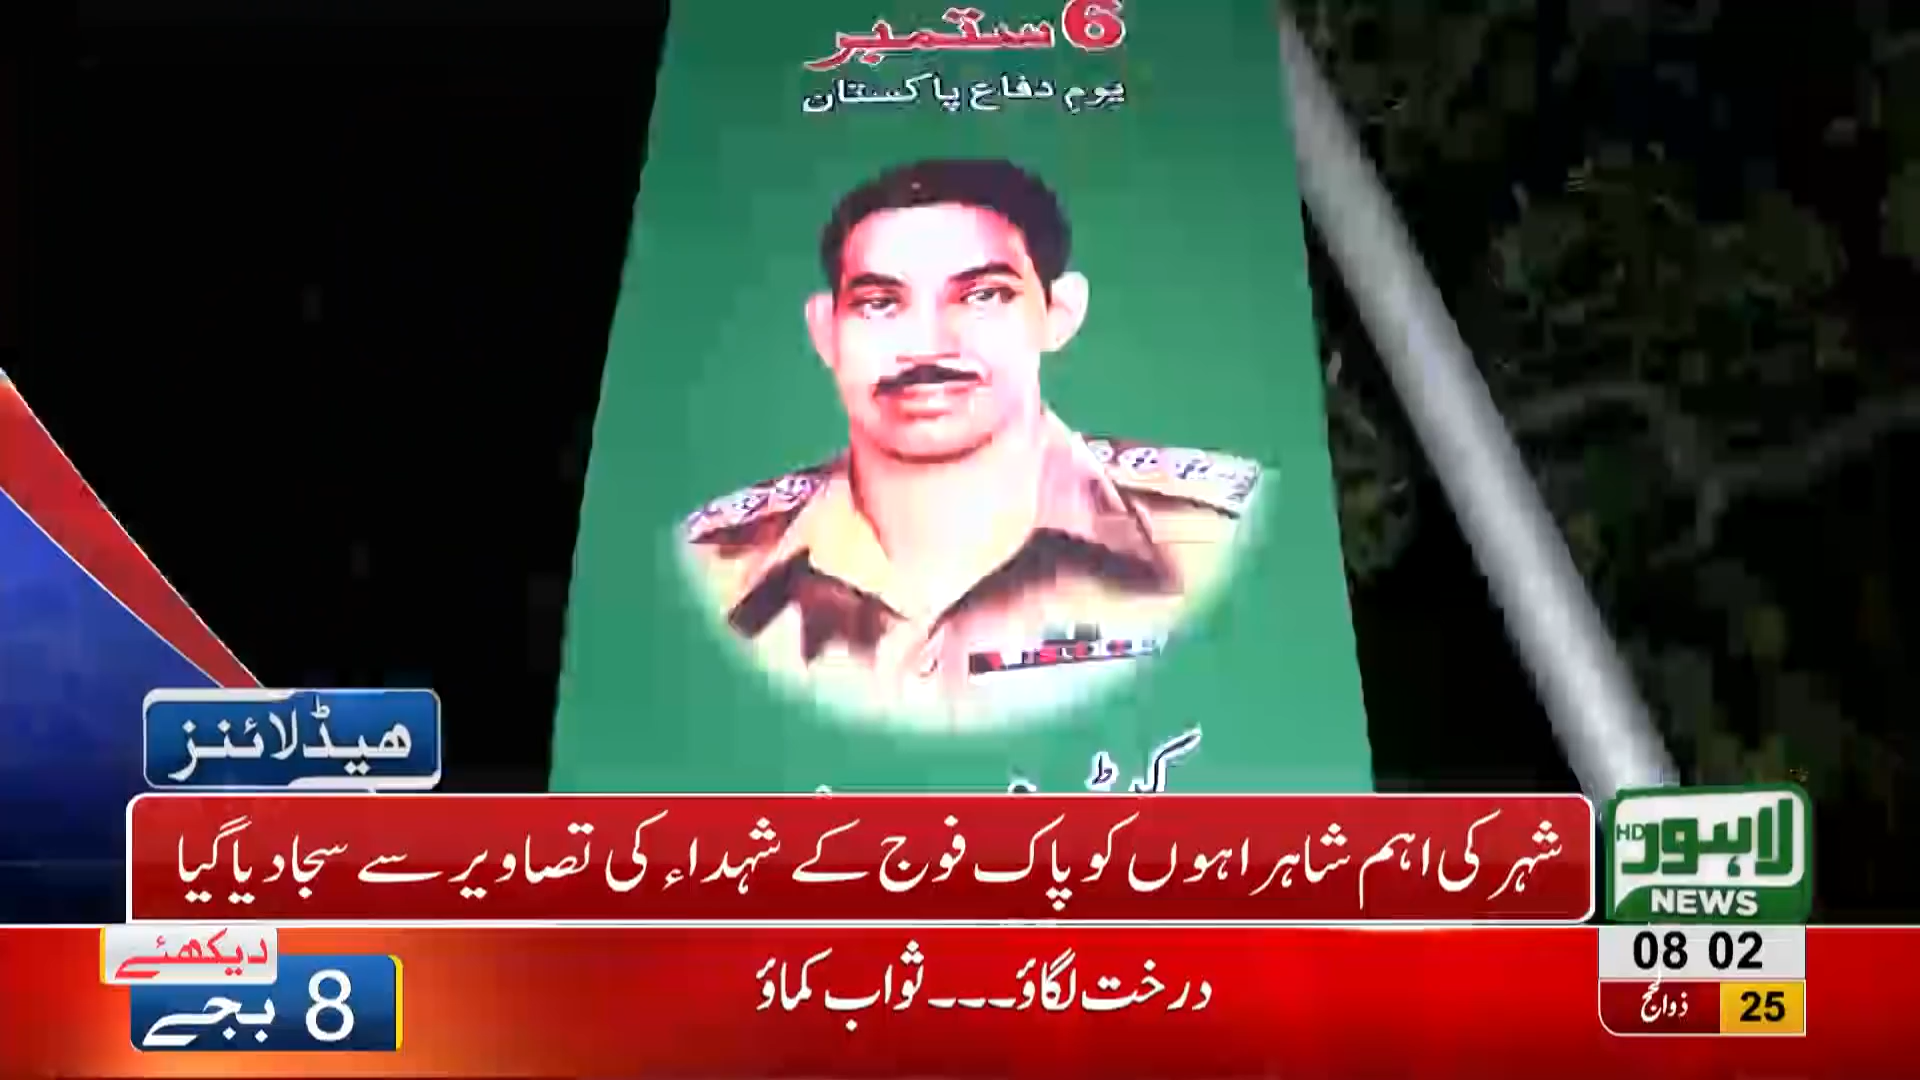 6 ستمبر
یوم دفاع پاکستان
ھیڈلائنز
شہر کی اہم شاہراہوں کو پاک فوج کے شہداء کی تصاویر سے سجا دیا گیا
HD لاہور
NEWS
دیکھئے
8 بجے
درخت لگاؤ۔۔۔ثواب کماؤ
08 02
ذوالحج 25